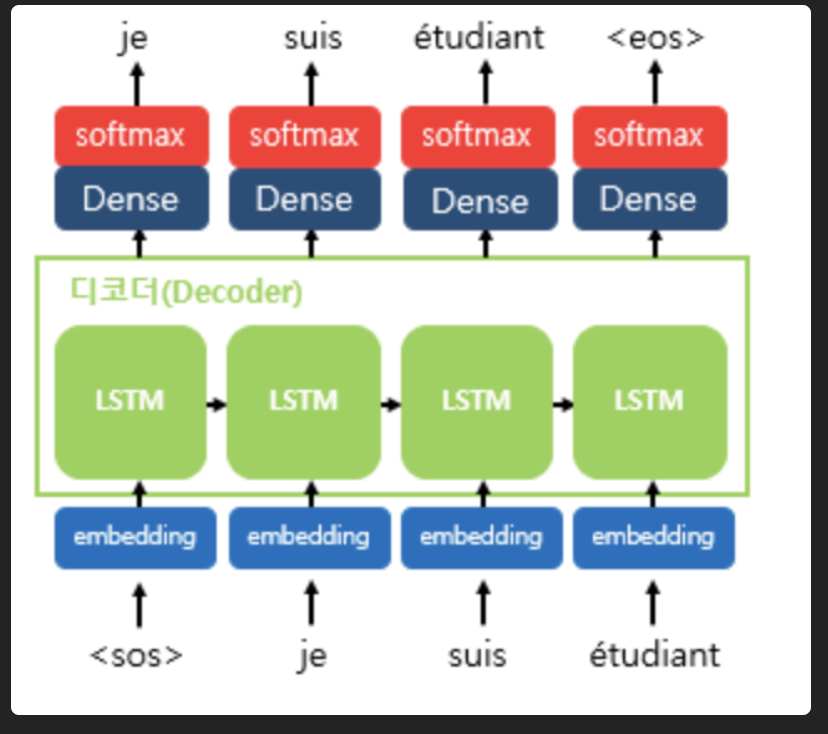 je suis étudiant <eos>
softmax softmax softmax softmax
Dense Dense Dense Dense
디코더(Decoder)
LSTM LSTM LSTM LSTM
embedding embedding embedding embedding
<sos> je suis étudiant